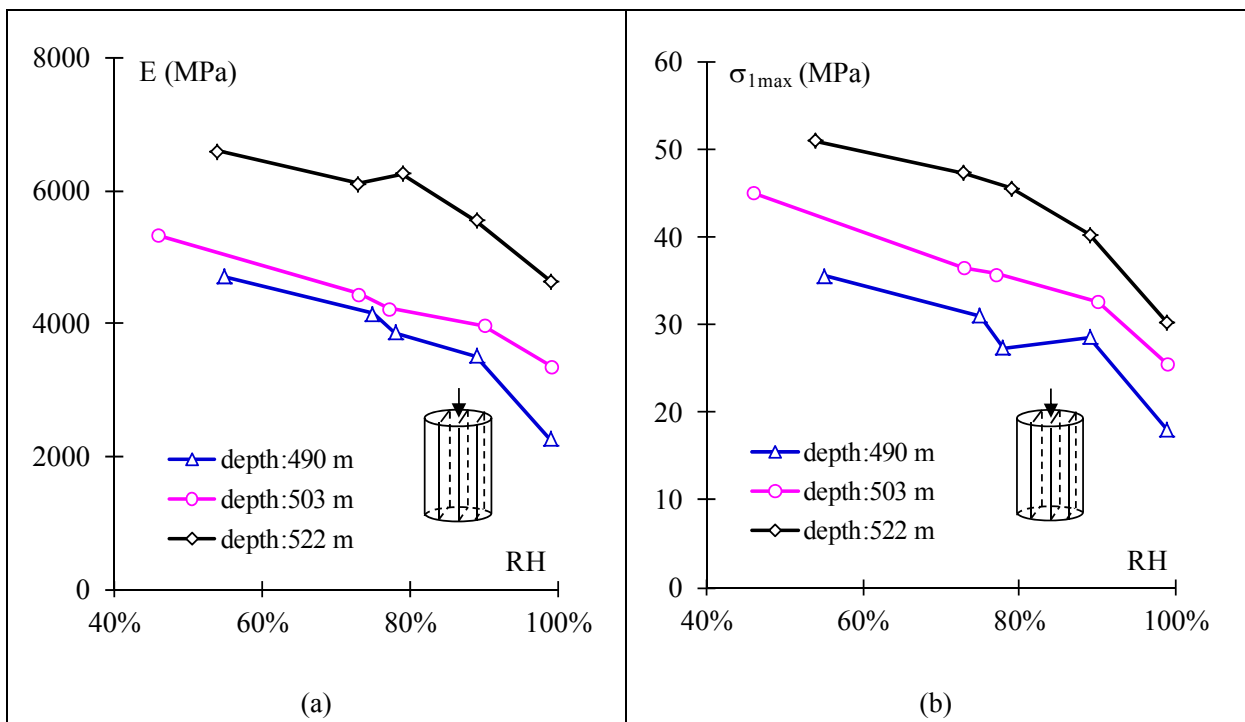 E (MPa)
8000
6000
4000
2000
0
40%
60%
80%
100%
RH
depth:490 m
depth:503 m
depth:522 m
(a)
σ1max (MPa)
60
50
40
30
20
10
0
40%
60%
80%
100%
RH
depth:490 m
depth:503 m
depth:522 m
(b)